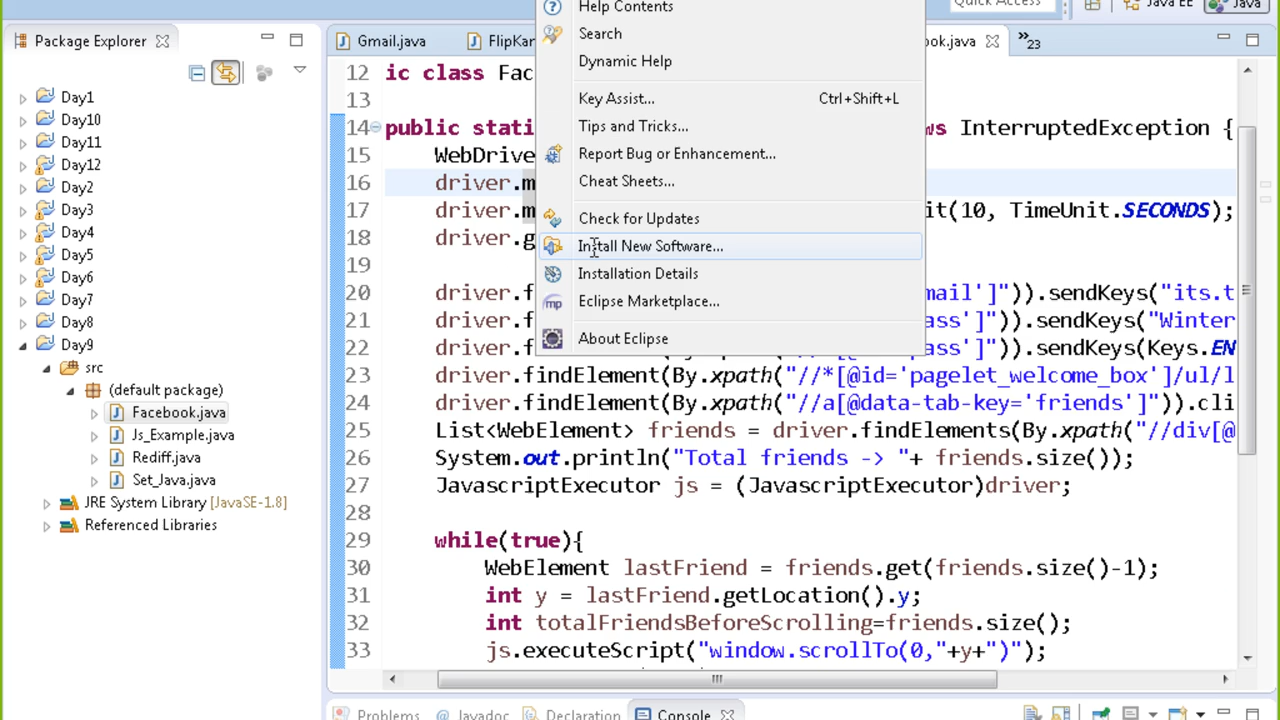 Help Contents
Quick Access
Java EE
Java
Package Explorer
Gmail.java
FlipKar
ok.java
23
Search
Dynamic Help
Key Assist... Ctrl+Shift+L
Tips and Tricks...
Report Bug or Enhancement...
Cheat Sheets...
Check for Updates
Install New Software...
Installation Details
Eclipse Marketplace...
About Eclipse
Day1
Day10
Day11
Day12
Day2
Day3
Day4
Day5
Day6
Day7
Day8
Day9
src
(default package)
Facebook.java
Js_Example.java
Rediff.java
Set_Java.java
JRE System Library [JavaSE-1.8]
Referenced Libraries
12 ic class Fac
13
14 public stati ws InterruptedException {
15 WebDrive
16 driver.m
17 driver.m it(10, TimeUnit.SECONDS);
18 driver.g
19
20 driver.f mail']")).sendKeys("its.t
21 driver.f ass']")).sendKeys("Winter
22 driver.f pass']")).sendKeys(Keys.EN
23 driver.findElement(By.xpath("//*[@id='pagelet_welcome_box']/ul/l
24 driver.findElement(By.xpath("//a[@data-tab-key='friends']")).cli
25 List<WebElement> friends = driver.findElements(By.xpath("//div[@
26 System.out.println("Total friends -> "+ friends.size());
27 JavascriptExecutor js = (JavascriptExecutor)driver;
28
29 while(true){
30 WebElement lastFriend = friends.get(friends.size()-1);
31 int y = lastFriend.getLocation().y;
32 int totalFriendsBeforeScrolling=friends.size();
33 js.executeScript("window.scrollTo(0,"+y+")");
Problems
@ Javadoc
Declaration
Console